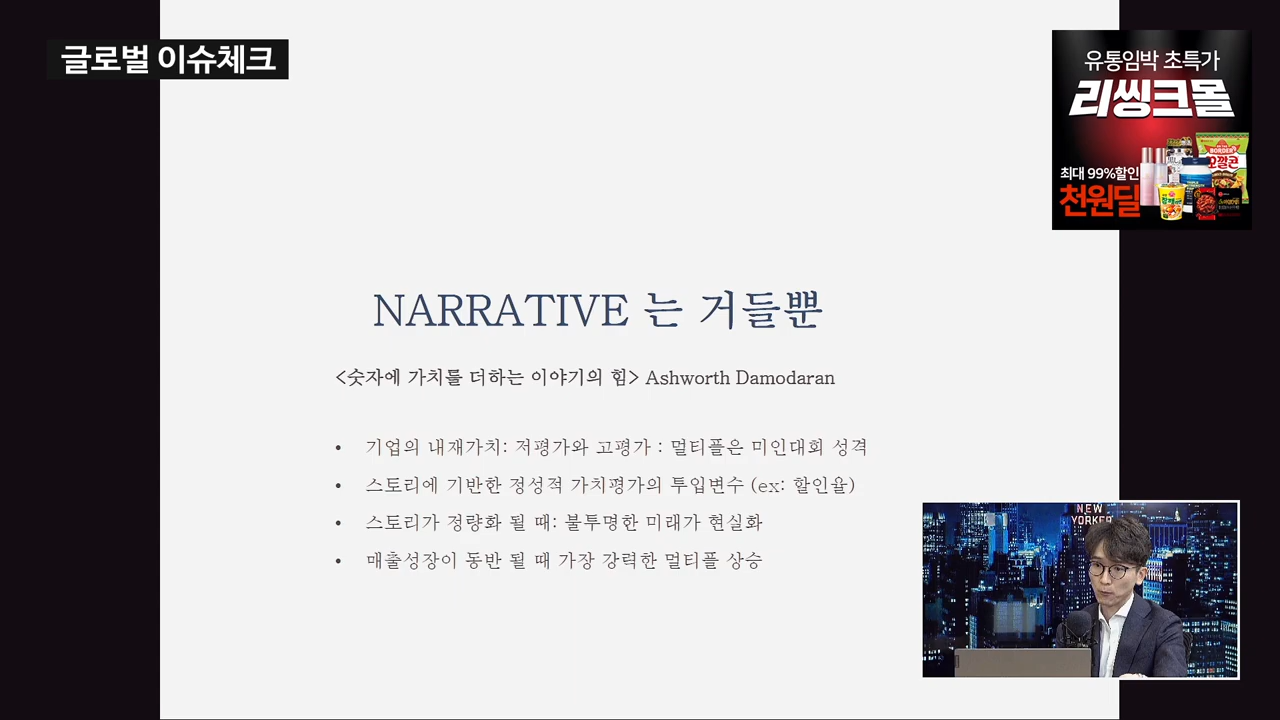 글로벌 이슈체크
유통임박 초특가
리씽크몰
최대 99%할인
천원딜
NARRATIVE 는 거들뿐
<숫자에 가치를 더하는 이야기의 힘> Ashworth Damodaran
• 기업의 내재가치: 저평가와 고평가 : 멀티플은 미인대회 성격
• 스토리에 기반한 정성적 가치평가의 투입변수 (ex: 할인율)
• 스토리가 정량화 될 때: 불투명한 미래가 현실화
• 매출성장이 동반 될 때 가장 강력한 멀티플 상승
NEW
YORKER